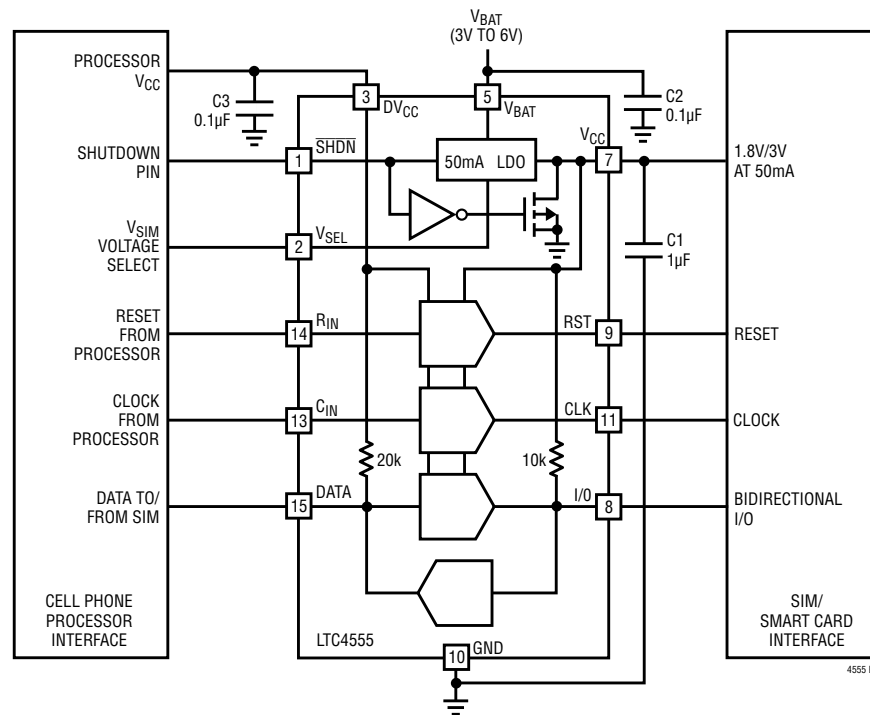 PROCESSOR
VCC
SHUTDOWN
PIN
VSIM
VOLTAGE
SELECT
RESET
FROM
PROCESSOR
CLOCK
FROM
PROCESSOR
DATA TO/
FROM SIM
CELL PHONE
PROCESSOR
INTERFACE
C3
0.1µF
VBAT
(3V TO 6V)
C2
0.1µF
3
DVCC
5
VBAT
1
SHDN
50mA LDO
VCC
7
2
VSEL
C1
1µF
14
RIN
RST
9
13
CIN
CLK
11
20k
10k
15
DATA
I/O
8
LTC4555
10
GND
1.8V/3V
AT 50mA
RESET
CLOCK
BIDIRECTIONAL
I/O
SIM/
SMART CARD
INTERFACE
4555